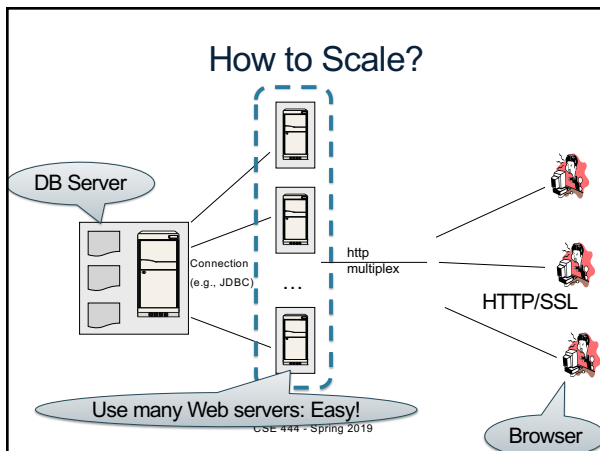 How to Scale?
DB Server
Connection
(e.g., JDBC)
...
http
multiplex
HTTP/SSL
Use many Web servers: Easy!
CSE 444 - Spring 2019
Browser